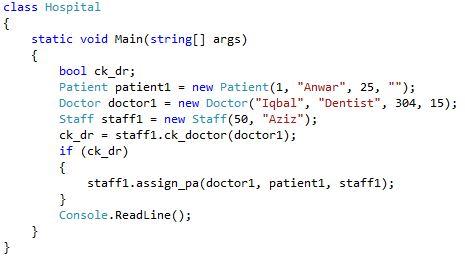 class Hospital
{
    static void Main(string[] args)
    {
        bool ck_dr;
        Patient patient1 = new Patient(1, "Anwar", 25, "");
        Doctor doctor1 = new Doctor("Iqbal", "Dentist", 304, 15);
        Staff staff1 = new Staff(50, "Aziz");
        ck_dr = staff1.ck_doctor(doctor1);
        if (ck_dr)
        {
            staff1.assign_pa(doctor1, patient1, staff1);
        }
        Console.ReadLine();
    }
}